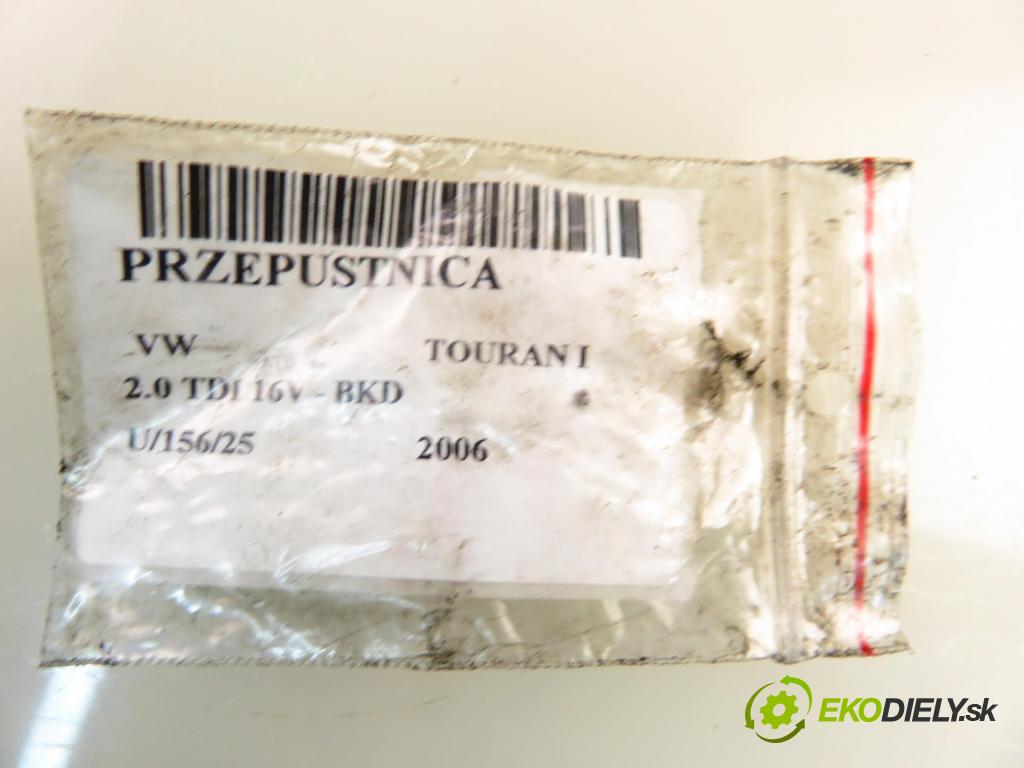 PRZEPUSTNICA
VW TOURAN I
2.0 TDI 16V - BKD
U/156/25 2006
EKODIELY.sk